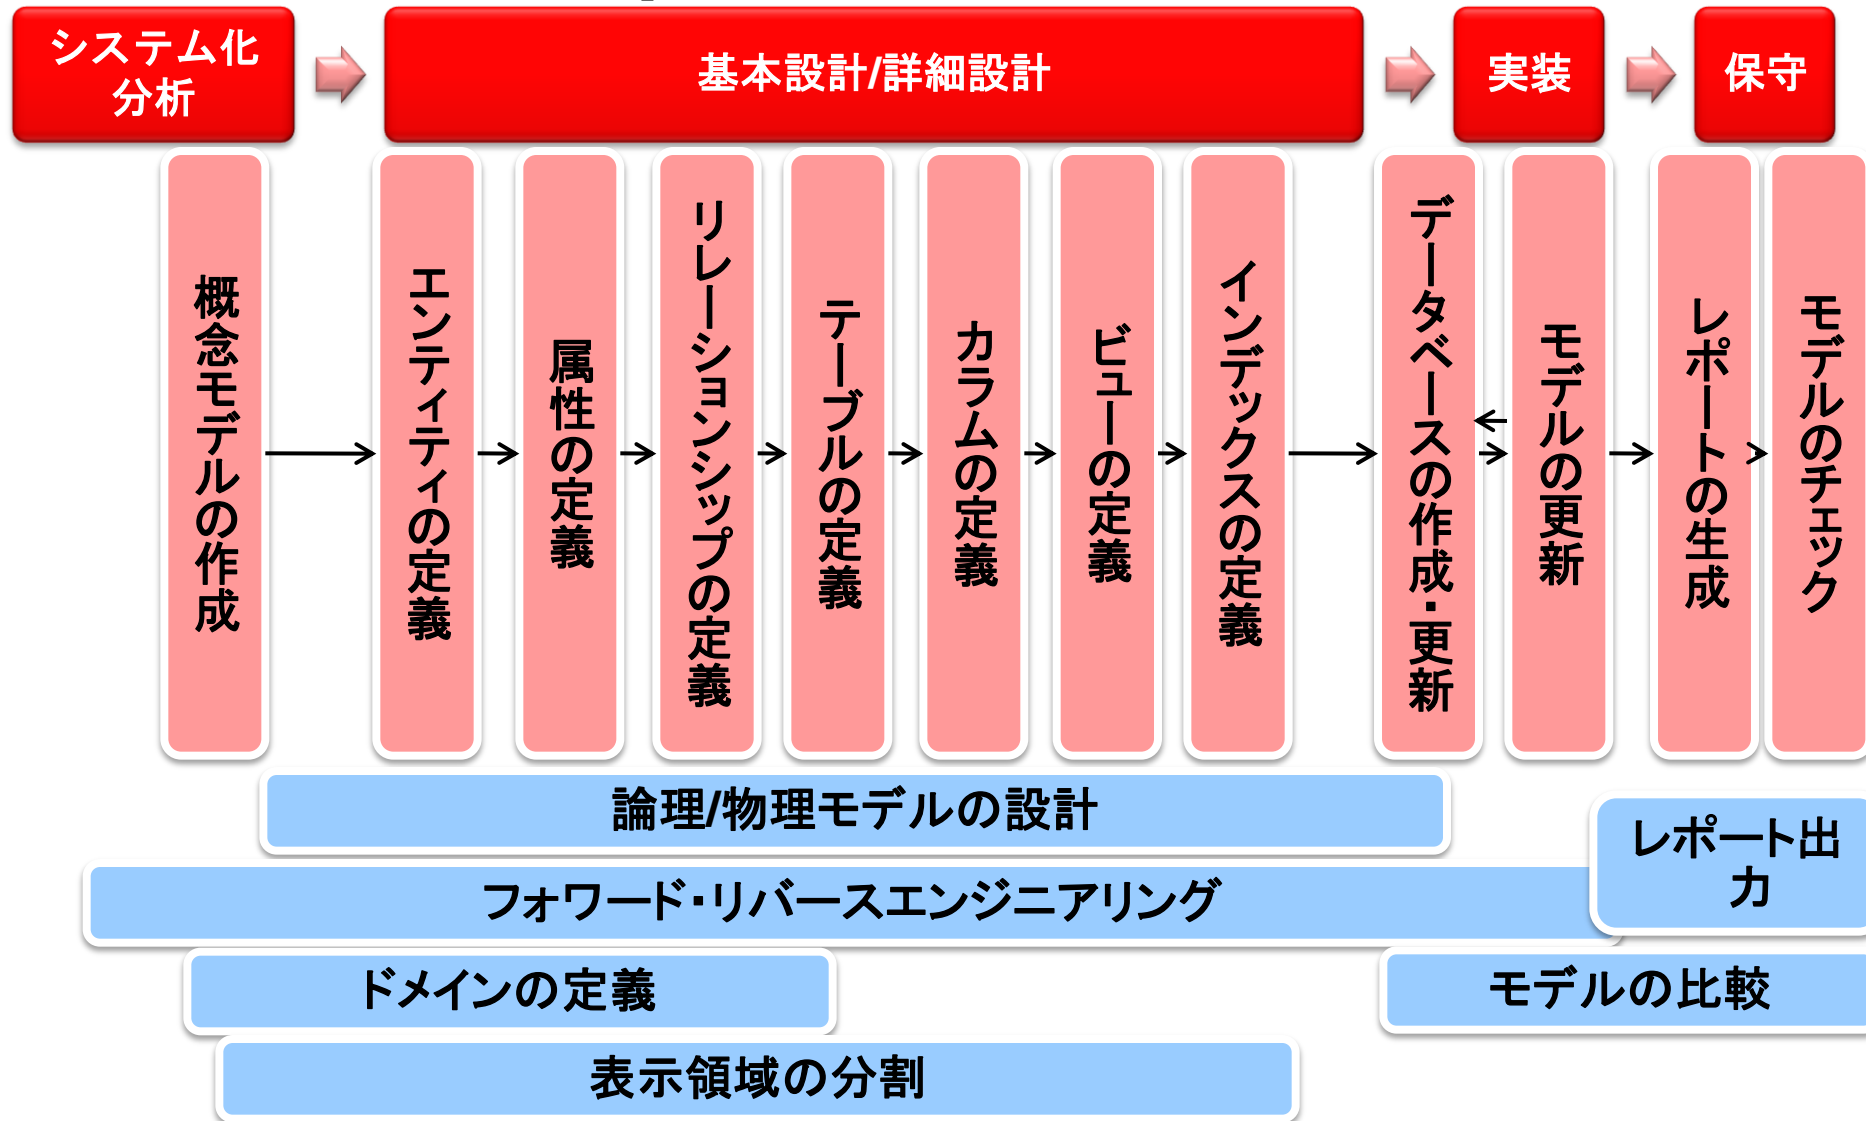 システム化
分析
基本設計/詳細設計
実装
保守
概念モデルの作成
エンティティの定義
属性の定義
リレーションシップの定義
テーブルの定義
カラムの定義
ビューの定義
インデックスの定義
データベースの作成・更新
モデルの更新
レポートの生成
モデルのチェック
論理/物理モデルの設計
レポート出
力
フォワード・リバースエンジニアリング
ドメインの定義
モデルの比較
表示領域の分割